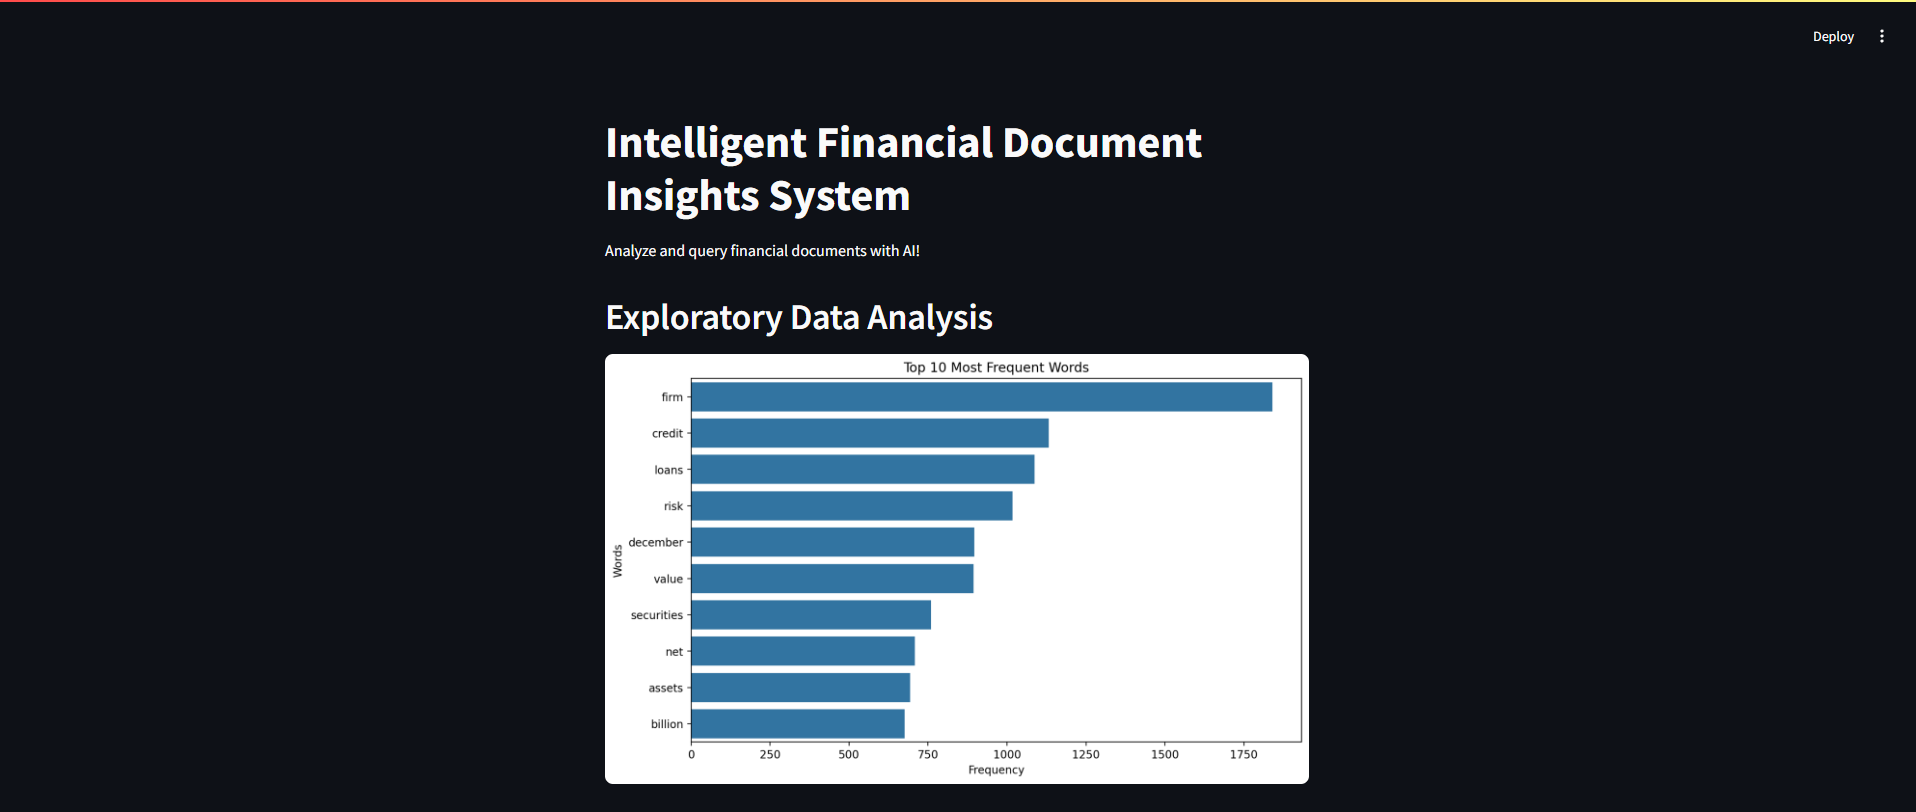 Deploy
Intelligent Financial Document
Insights System
Analyze and query financial documents with AI!
Exploratory Data Analysis
Top 10 Most Frequent Words
firm
credit
loans
risk
december
value
securities
net
assets
billion
Words
0 250 500 750 1000 1250 1500 1750
Frequency